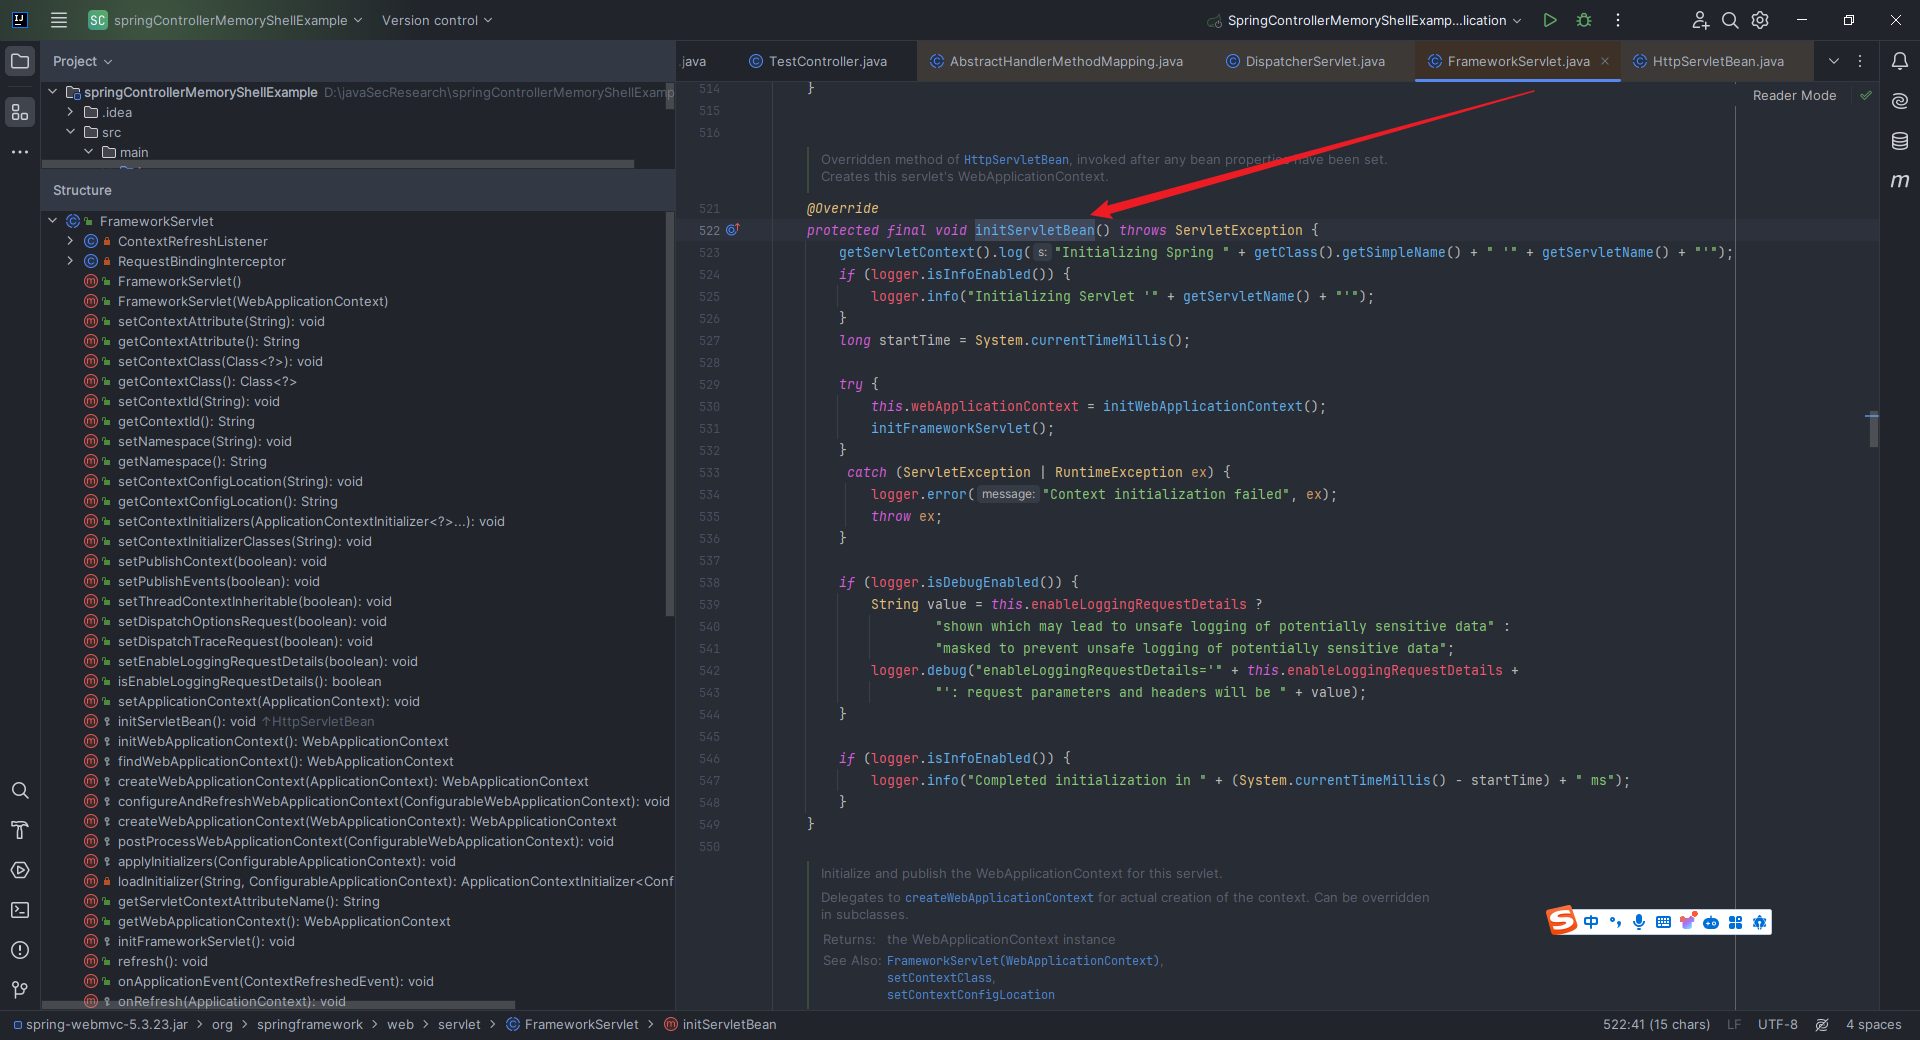 SC springControllerMemoryShellExample Version control SpringControllerMemoryShellExamp...lication
Project
.java TestController.java AbstractHandlerMethodMapping.java DispatcherServlet.java FrameworkServlet.java HttpServletBean.java
springControllerMemoryShellExample D:\javaSecResearch\springControllerMemoryShellExamp
.idea
src
main
Structure
FrameworkServlet
ContextRefreshListener
RequestBindingInterceptor
FrameworkServlet()
FrameworkServlet(WebApplicationContext)
setContextAttribute(String): void
getContextAttribute(): String
setContextClass(Class<?>): void
getContextClass(): Class<?>
setContextId(String): void
getContextId(): String
setNamespace(String): void
getNamespace(): String
setContextConfigLocation(String): void
getContextConfigLocation(): String
setContextInitializers(ApplicationContextInitializer<?>...): void
setContextInitializerClasses(String): void
setPublishContext(boolean): void
setPublishEvents(boolean): void
setThreadContextInheritable(boolean): void
setDispatchOptionsRequest(boolean): void
setDispatchTraceRequest(boolean): void
setEnableLoggingRequestDetails(boolean): void
isEnableLoggingRequestDetails(): boolean
setApplicationContext(ApplicationContext): void
initServletBean(): void ↑HttpServletBean
initWebApplicationContext(): WebApplicationContext
findWebApplicationContext(): WebApplicationContext
createWebApplicationContext(ApplicationContext): WebApplicationContext
configureAndRefreshWebApplicationContext(ConfigurableWebApplicationContext): void
createWebApplicationContext(WebApplicationContext): WebApplicationContext
postProcessWebApplicationContext(ConfigurableWebApplicationContext): void
applyInitializers(ConfigurableApplicationContext): void
loadInitializer(String, ConfigurableApplicationContext): ApplicationContextInitializer<Conf
getServletContextAttributeName(): String
getWebApplicationContext(): WebApplicationContext
initFrameworkServlet(): void
refresh(): void
onApplicationEvent(ContextRefreshedEvent): void
onRefresh(ApplicationContext): void
Reader Mode
514 }
515
516
Overridden method of HttpServletBean, invoked after any bean properties have been set.
Creates this servlet's WebApplicationContext.
521 @Override
522 protected final void initServletBean() throws ServletException {
523 getServletContext().log( s: "Initializing Spring " + getClass().getSimpleName() + " '" + getServletName() + "'");
524 if (logger.isInfoEnabled()) {
525 logger.info("Initializing Servlet '" + getServletName() + "'");
526 }
527 long startTime = System.currentTimeMillis();
528
529 try {
530 this.webApplicationContext = initWebApplicationContext();
531 initFrameworkServlet();
532 }
533 catch (ServletException | RuntimeException ex) {
534 logger.error( message: "Context initialization failed", ex);
535 throw ex;
536 }
537
538 if (logger.isDebugEnabled()) {
539 String value = this.enableLoggingRequestDetails ?
540 "shown which may lead to unsafe logging of potentially sensitive data" :
541 "masked to prevent unsafe logging of potentially sensitive data";
542 logger.debug("enableLoggingRequestDetails='" + this.enableLoggingRequestDetails +
543 "': request parameters and headers will be " + value);
544 }
545
546 if (logger.isInfoEnabled()) {
547 logger.info("Completed initialization in " + (System.currentTimeMillis() - startTime) + " ms");
548 }
549 }
550
Initialize and publish the WebApplicationContext for this servlet.
Delegates to createWebApplicationContext for actual creation of the context. Can be overridden
in subclasses.
Returns: the WebApplicationContext instance
See Also: FrameworkServlet(WebApplicationContext),
setContextClass,
setContextConfigLocation
中
spring-webmvc-5.3.23.jar > org > springframework > web > servlet > FrameworkServlet > initServletBean
522:41 (15 chars) LF UTF-8 4 spaces